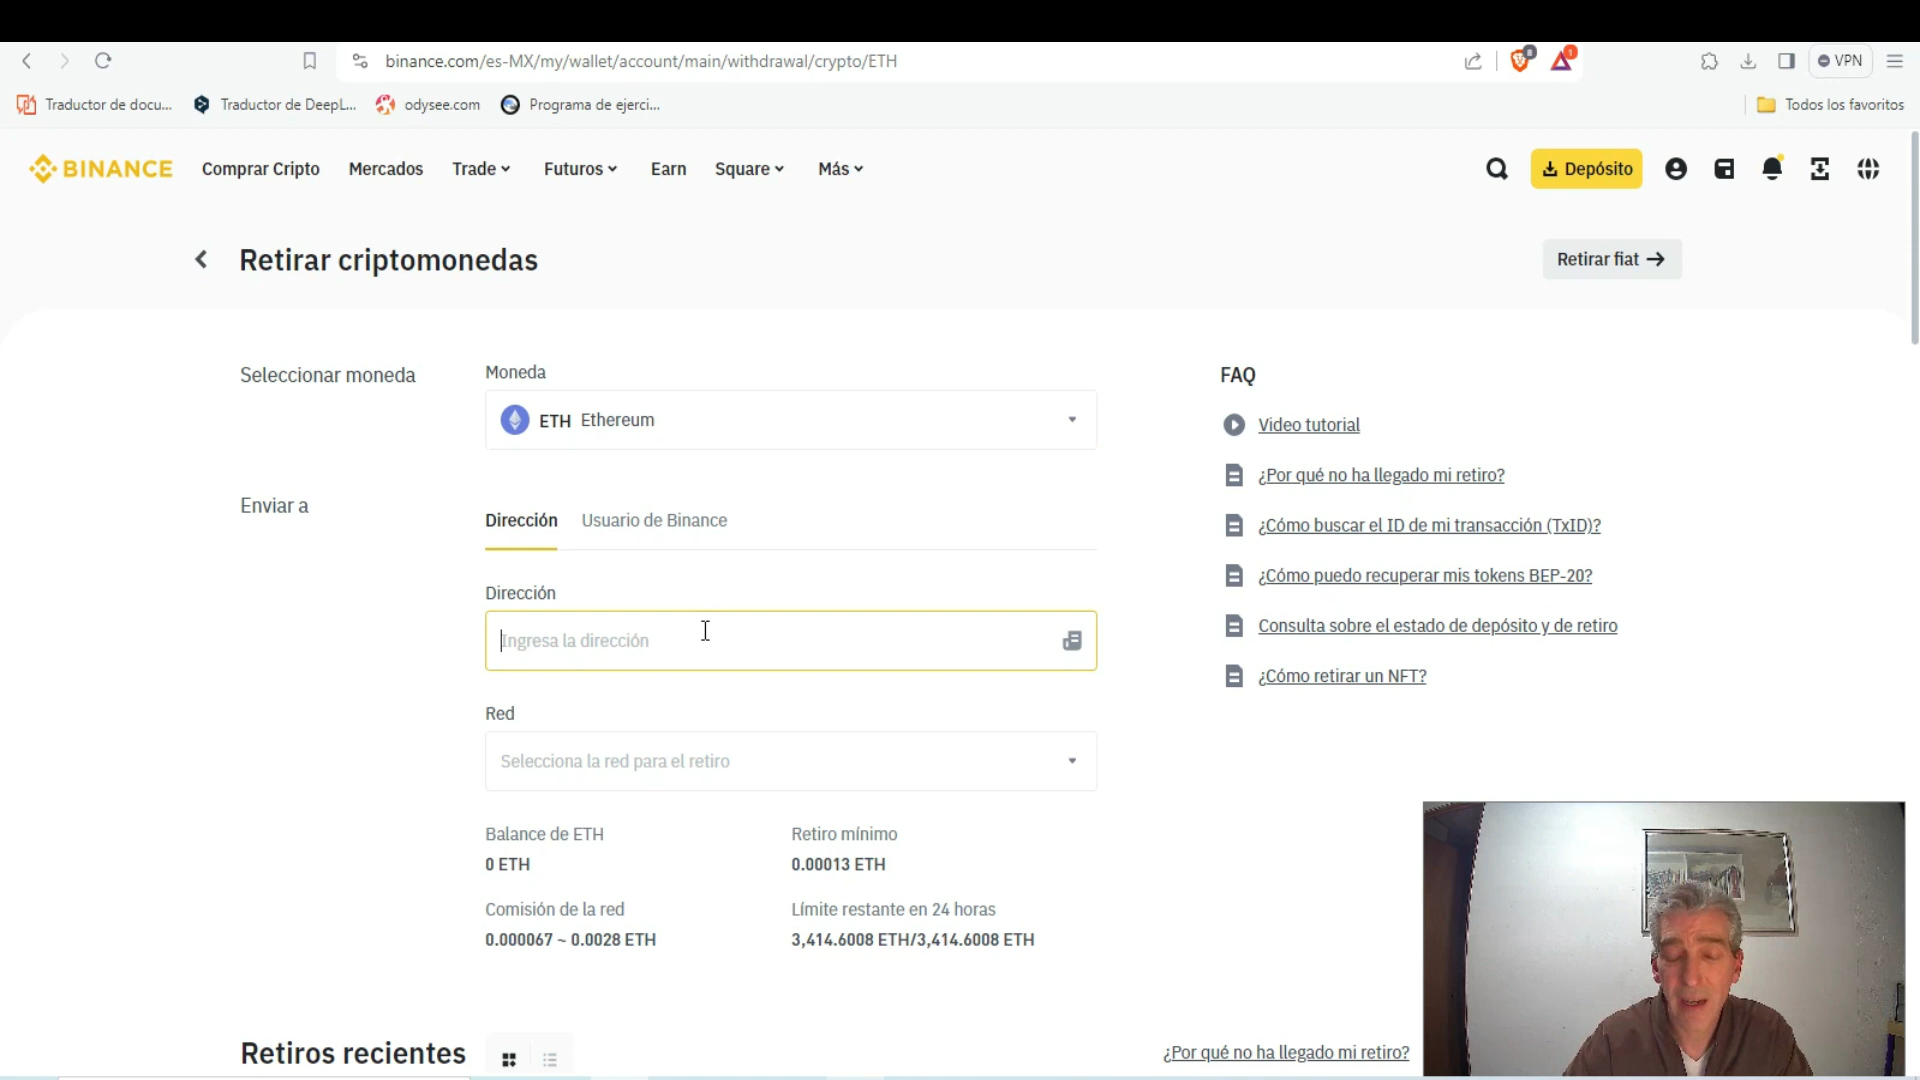 binance.com/es-MX/my/wallet/account/main/withdrawal/crypto/ETH
8
1
VPN
Traductor de docu...
Traductor de DeepL...
odysee.com
Programa de ejerci...
Todos los favoritos
BINANCE
Comprar Cripto
Mercados
Trade
Futuros
Earn
Square
Más
Depósito
Retirar criptomonedas
Retirar fiat
Seleccionar moneda
Moneda
ETH Ethereum
Enviar a
Dirección
Usuario de Binance
Dirección
Ingresa la dirección
Red
Selecciona la red para el retiro
Balance de ETH
0 ETH
Retiro mínimo
0.00013 ETH
Comisión de la red
0.000067 ~ 0.0028 ETH
Límite restante en 24 horas
3,414.6008 ETH/3,414.6008 ETH
FAQ
Video tutorial
¿Por qué no ha llegado mi retiro?
¿Cómo buscar el ID de mi transacción (TxID)?
¿Cómo puedo recuperar mis tokens BEP-20?
Consulta sobre el estado de depósito y de retiro
¿Cómo retirar un NFT?
Retiros recientes
¿Por qué no ha llegado mi retiro?